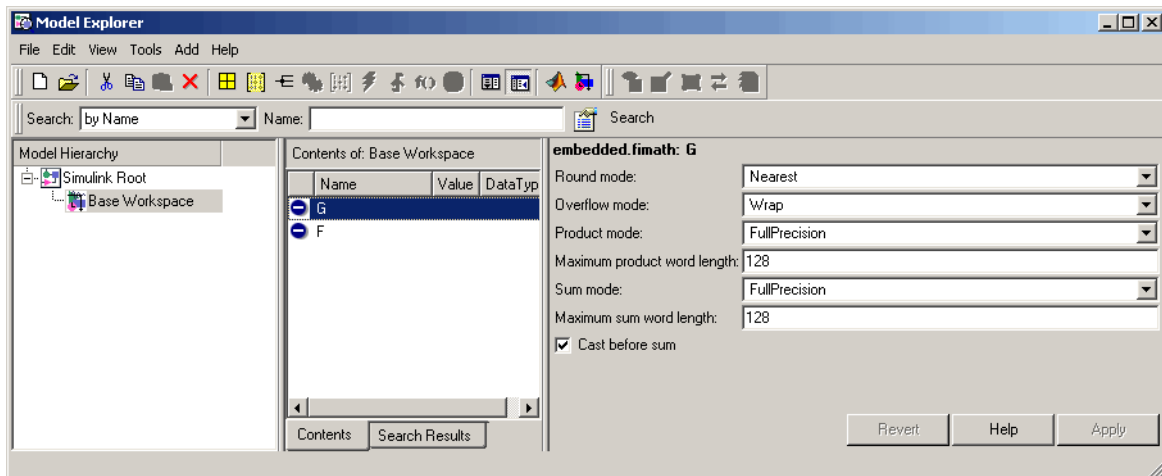 Model Explorer
File Edit View Tools Add Help
f()
Search: by Name Name: Search
Model Hierarchy
Simulink Root
Base Workspace
Contents of: Base Workspace
Name Value DataTyp
G
F
Contents Search Results
embedded.fimath: G
Round mode: Nearest
Overflow mode: Wrap
Product mode: FullPrecision
Maximum product word length: 128
Sum mode: FullPrecision
Maximum sum word length: 128
Cast before sum
Revert Help Apply